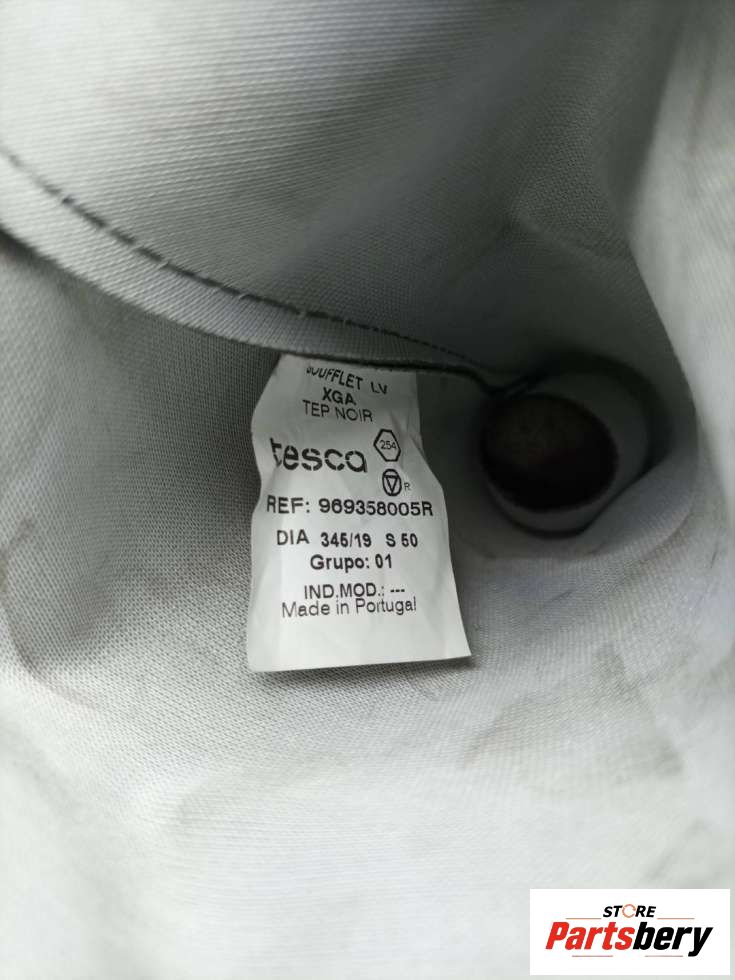 SOUFFLET LV
XGA
TEP NOIR
tesca 254
R
REF: 969358005R
DIA 345/19 S 50
Grupo: 01
IND.MOD.: ---
Made in Portugal
STORE
Partsbery